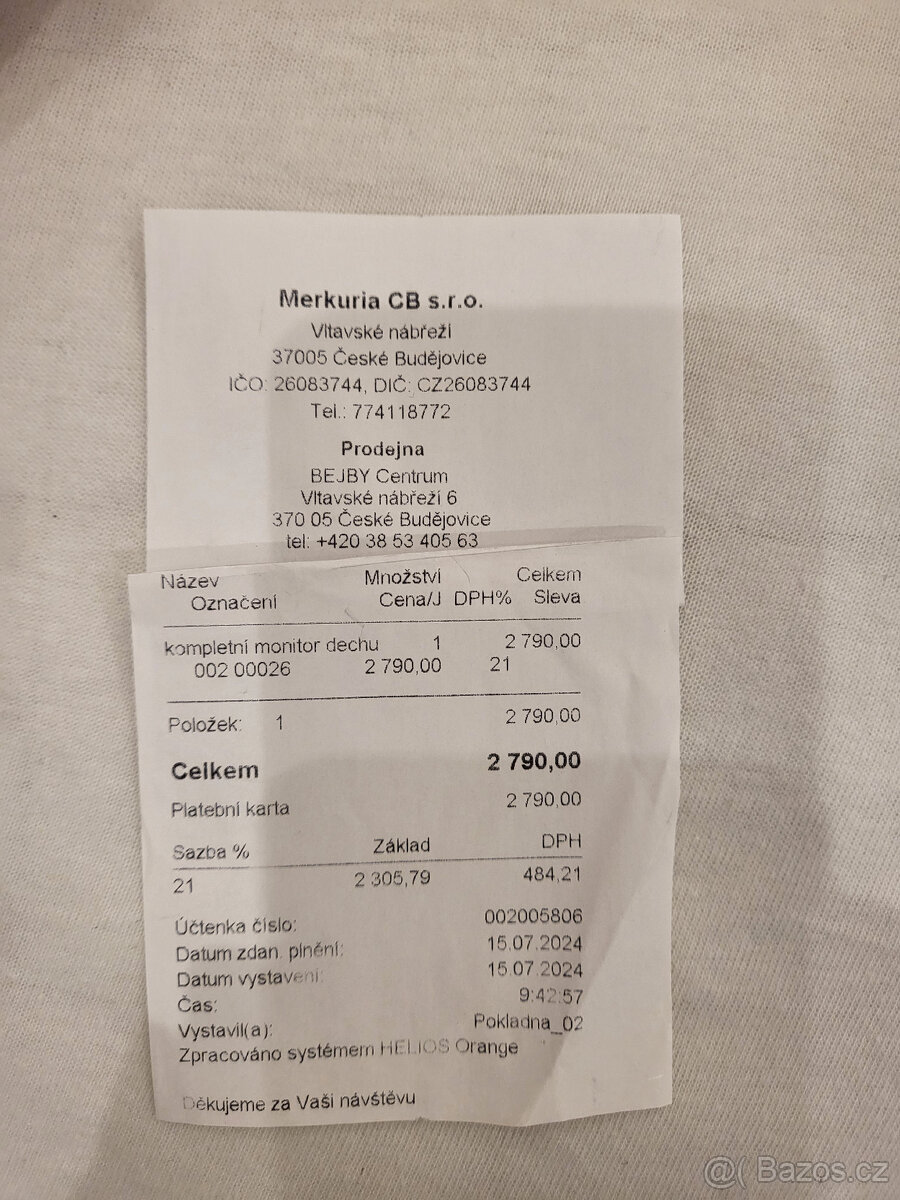 Merkuria CB s.r.o.
Vltavské nábřeží
37005 České Budějovice
IČO: 26083744, DIČ: CZ26083744
Tel.: 774118772
Prodejna
BEJBY Centrum
Vltavské nábřeží 6
370 05 České Budějovice
tel: +420 38 53 405 63
Název Množství Celkem
Označení Cena/J DPH% Sleva
kompletní monitor dechu 1 2 790,00
002 00026 2 790,00 21
Položek: 1 2 790,00
Celkem 2 790,00
Platební karta 2 790,00
Sazba % Základ DPH
21 2 305,79 484,21
Účtenka číslo: 002005806
Datum zdan. plnění: 15.07.2024
Datum vystavení: 15.07.2024
Čas: 9:42:57
Vystavil(a): Pokladna_02
Zpracováno systémem HELIOS Orange
Děkujeme za Vaši návštěvu
@( Bazos.cz